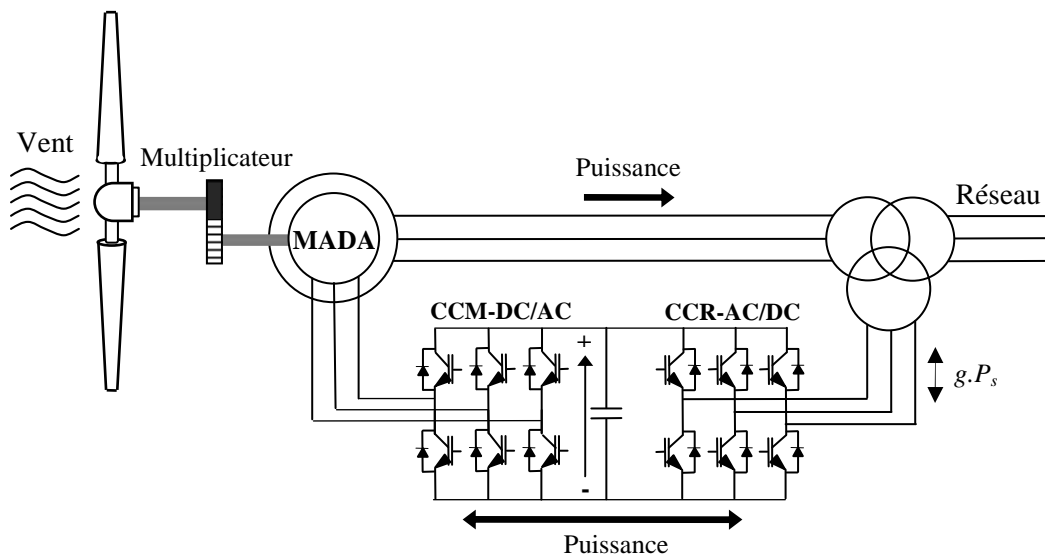 Vent
Multiplicateur
Puissance
Réseau
MADA
CCM-DC/AC
CCR-AC/DC
+
g.Pₛ
-
Puissance